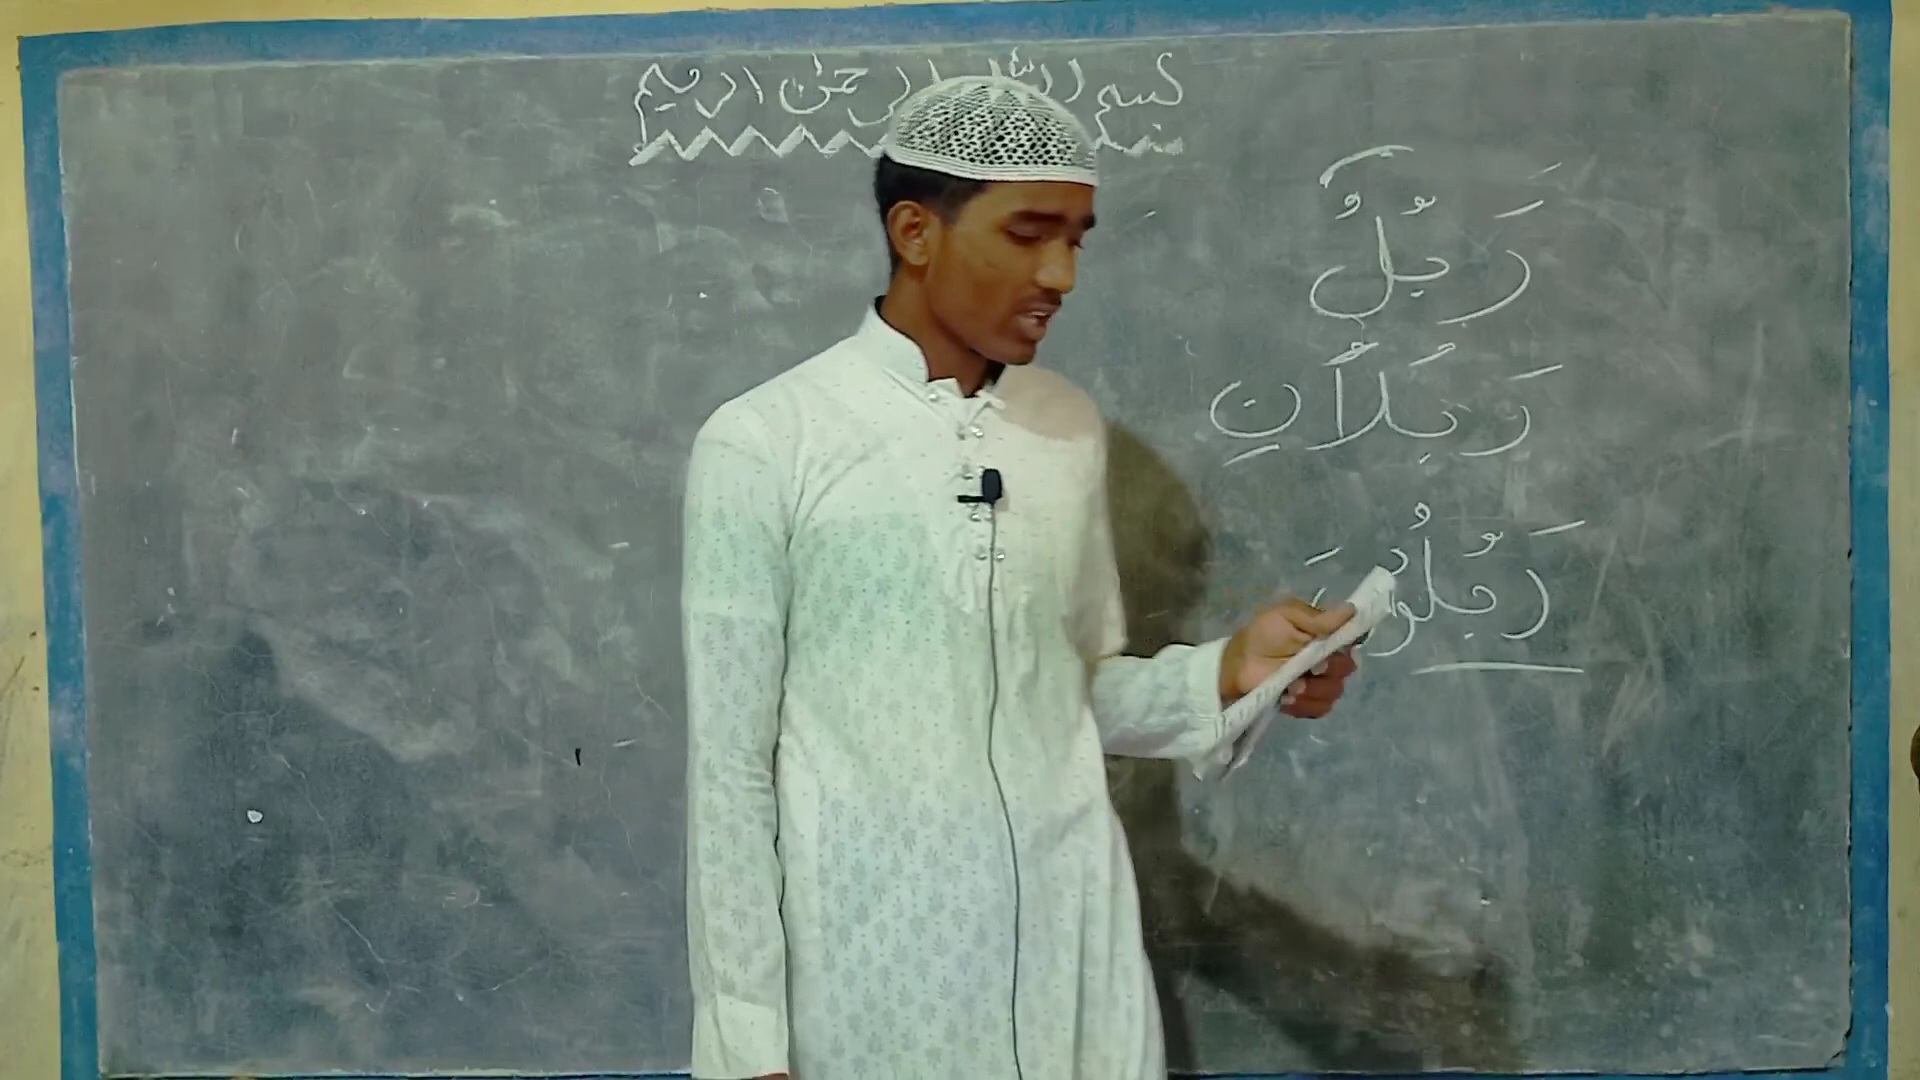 بسم الله الرحمن الرحيم
رَجُلٌ
رَجُلَانِ
رَجُلُوْنَ